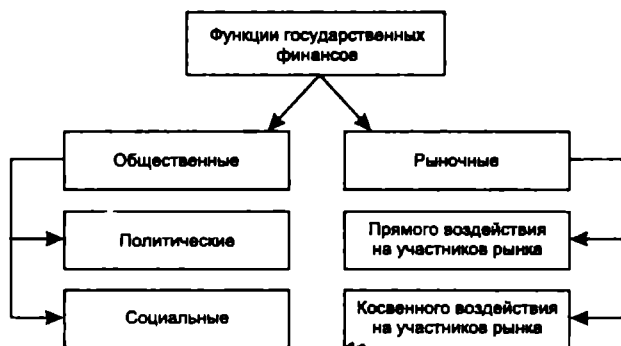 Функции государственных
финансов
Общественные
Рыночные
Политические
Прямого воздействия
на участников рынка
Социальные
Косвенного воздействия
на участников рынка